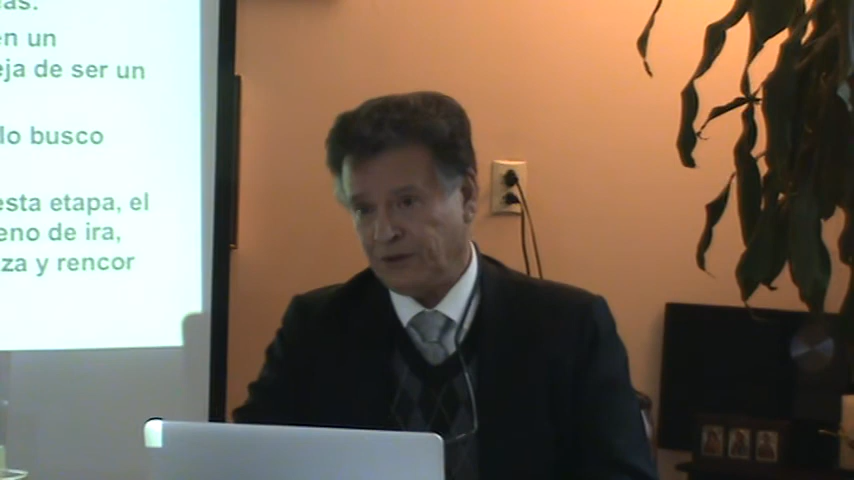 en un
eja de ser un
lo busco
esta etapa, el
eno de ira,
za y rencor